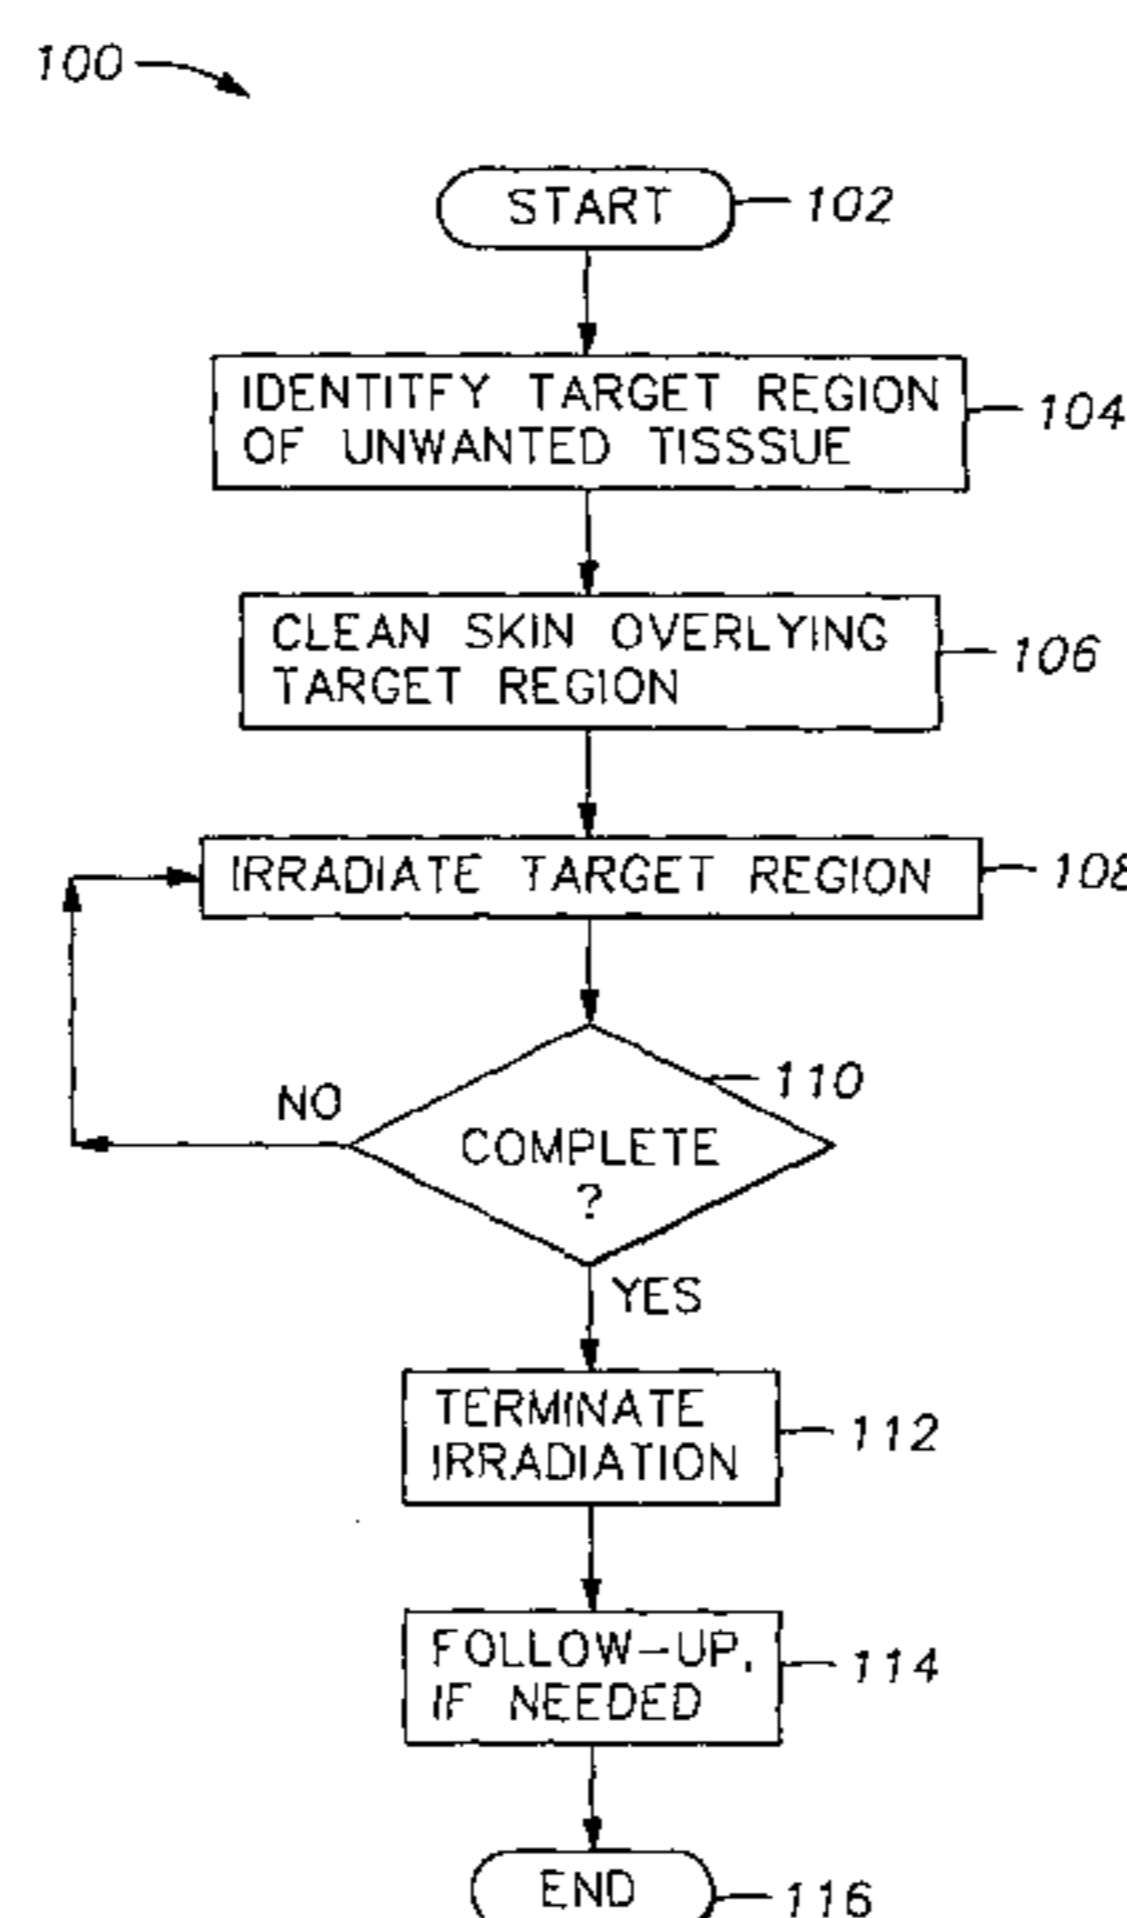 100
START
102
IDENTITFY TARGET REGION
OF UNWANTED TISSSUE
104
CLEAN SKIN OVERLYING
TARGET REGION
106
IRRADIATE TARGET REGION
108
110
NO
COMPLETE
?
YES
TERMINATE
IRRADIATION
112
FOLLOW-UP,
IF NEEDED
114
END
116